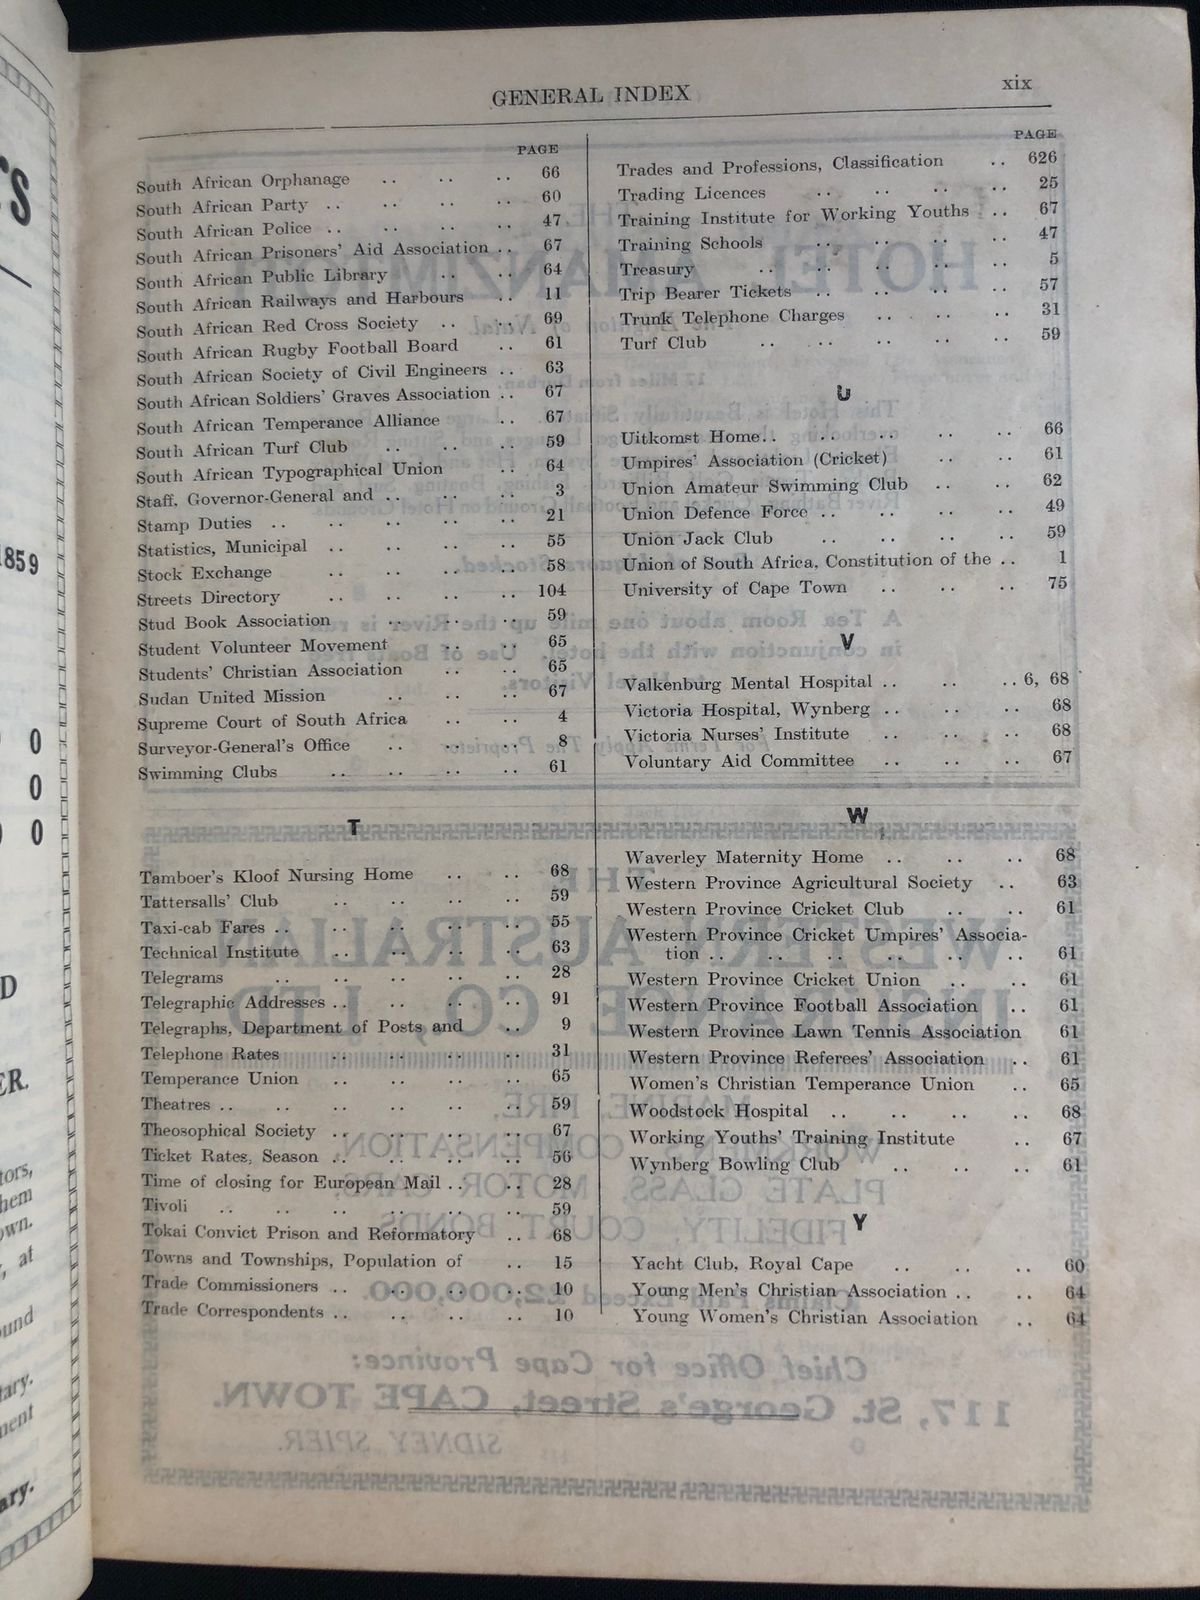 GENERAL INDEX
xix
PAGE
South African Orphanage .. .. .. 66
South African Party .. .. .. .. 60
South African Police .. .. .. .. 47
South African Prisoners' Aid Association .. 67
South African Public Library .. .. 64
South African Railways and Harbours .. 11
South African Red Cross Society .. .. 69
South African Rugby Football Board .. 61
South African Society of Civil Engineers .. 63
South African Soldiers' Graves Association .. 67
South African Temperance Alliance .. 67
South African Turf Club .. .. .. 59
South African Typographical Union .. 64
Staff, Governor-General and .. .. .. 3
Stamp Duties .. .. .. .. .. 21
Statistics, Municipal .. .. .. .. 55
Stock Exchange .. .. .. .. 58
Streets Directory .. .. .. .. 104
Stud Book Association .. .. .. 59
Student Volunteer Movement .. .. 65
Students' Christian Association .. .. 65
Sudan United Mission .. .. .. 67
Supreme Court of South Africa .. .. 4
Surveyor-General's Office .. .. .. 8
Swimming Clubs .. .. .. .. 61
T
Tamboer's Kloof Nursing Home .. .. 68
Tattersalls' Club .. .. .. .. 59
Taxi-cab Fares .. .. .. .. .. 55
Technical Institute .. .. .. .. 63
Telegrams .. .. .. .. .. 28
Telegraphic Addresses .. .. .. .. 91
Telegraphs, Department of Posts and .. 9
Telephone Rates .. .. .. .. 31
Temperance Union .. .. .. .. 65
Theatres .. .. .. .. .. .. 59
Theosophical Society .. .. .. .. 67
Ticket Rates, Season .. .. .. .. 56
Time of closing for European Mail .. .. 28
Tivoli .. .. .. .. .. .. 59
Tokai Convict Prison and Reformatory .. 68
Towns and Townships, Population of .. 15
Trade Commissioners .. .. .. .. 10
Trade Correspondents .. .. .. .. 10
PAGE
Trades and Professions, Classification .. 626
Trading Licences .. .. .. .. 25
Training Institute for Working Youths .. 67
Training Schools .. .. .. .. 47
Treasury .. .. .. .. .. 5
Trip Bearer Tickets .. .. .. .. 57
Trunk Telephone Charges .. .. .. 31
Turf Club .. .. .. .. .. 59
U
Uitkomst Home .. .. .. .. .. 66
Umpires' Association (Cricket) .. .. 61
Union Amateur Swimming Club .. .. 62
Union Defence Force .. .. .. .. 49
Union Jack Club .. .. .. .. 59
Union of South Africa, Constitution of the .. 1
University of Cape Town .. .. .. 75
V
Valkenburg Mental Hospital .. .. .. 6, 68
Victoria Hospital, Wynberg .. .. .. 68
Victoria Nurses' Institute .. .. .. 68
Voluntary Aid Committee .. .. .. 67
W
Waverley Maternity Home .. .. .. 68
Western Province Agricultural Society .. 63
Western Province Cricket Club .. .. 61
Western Province Cricket Umpires' Associa-
tion .. .. .. .. .. .. 61
Western Province Cricket Union .. .. 61
Western Province Football Association .. 61
Western Province Lawn Tennis Association 61
Western Province Referees' Association .. 61
Women's Christian Temperance Union .. 65
Woodstock Hospital .. .. .. .. 68
Working Youths' Training Institute .. 67
Wynberg Bowling Club .. .. .. 61
Y
Yacht Club, Royal Cape .. .. .. 60
Young Men's Christian Association .. .. 64
Young Women's Christian Association .. 64